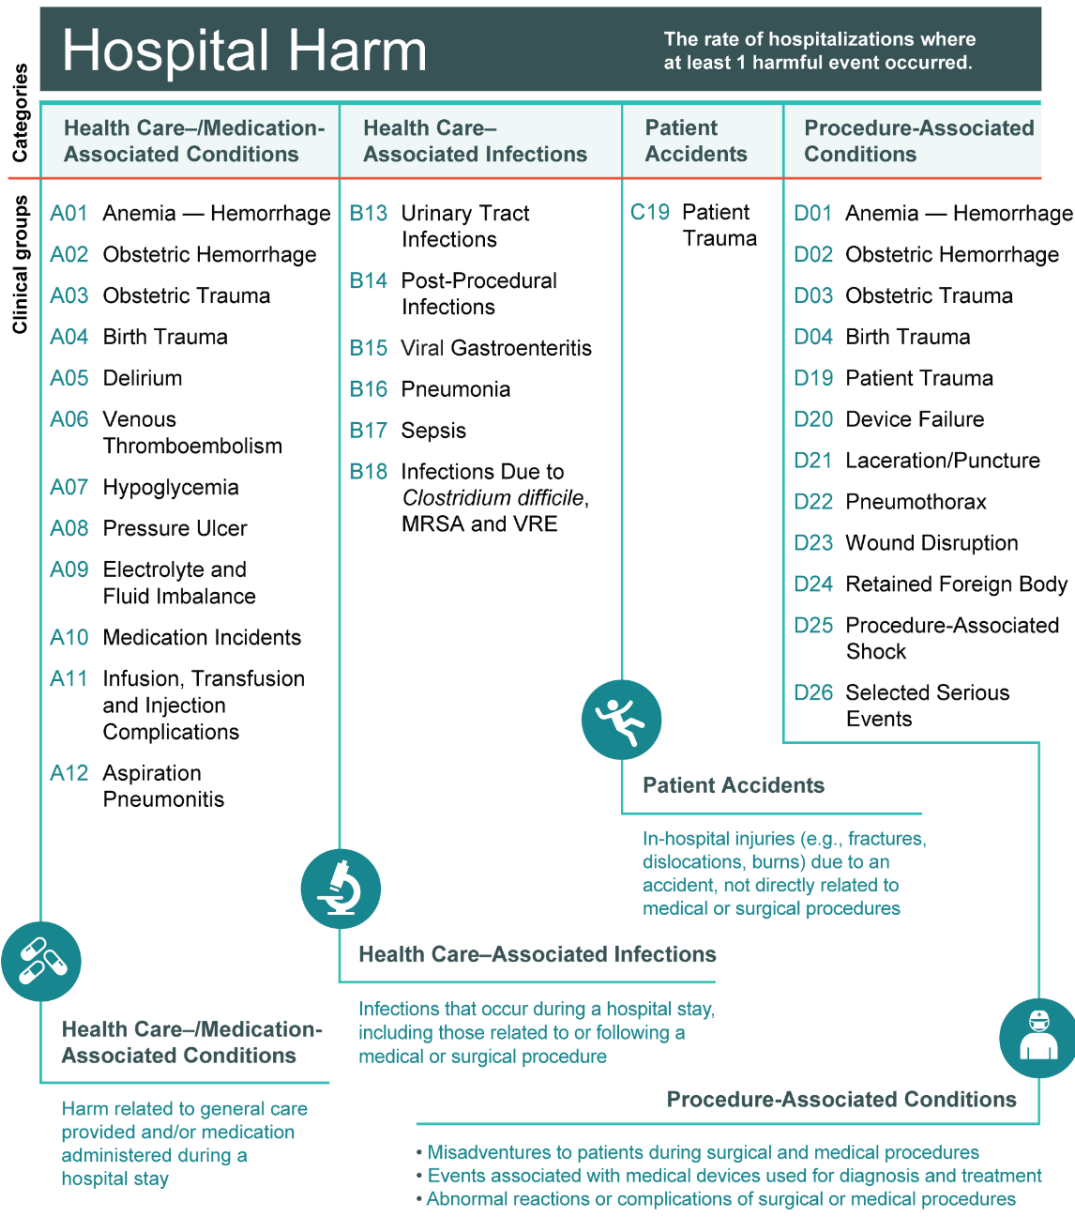 Hospital Harm
The rate of hospitalizations where
at least 1 harmful event occurred.
Categories
Health Care–/Medication-
Associated Conditions
Health Care–
Associated Infections
Patient
Accidents
Procedure-Associated
Conditions
Clinical groups
A01 Anemia — Hemorrhage
A02 Obstetric Hemorrhage
A03 Obstetric Trauma
A04 Birth Trauma
A05 Delirium
A06 Venous
Thromboembolism
A07 Hypoglycemia
A08 Pressure Ulcer
A09 Electrolyte and
Fluid Imbalance
A10 Medication Incidents
A11 Infusion, Transfusion
and Injection
Complications
A12 Aspiration
Pneumonitis
B13 Urinary Tract
Infections
B14 Post-Procedural
Infections
B15 Viral Gastroenteritis
B16 Pneumonia
B17 Sepsis
B18 Infections Due to
Clostridium difficile,
MRSA and VRE
C19 Patient
Trauma
D01 Anemia — Hemorrhage
D02 Obstetric Hemorrhage
D03 Obstetric Trauma
D04 Birth Trauma
D19 Patient Trauma
D20 Device Failure
D21 Laceration/Puncture
D22 Pneumothorax
D23 Wound Disruption
D24 Retained Foreign Body
D25 Procedure-Associated
Shock
D26 Selected Serious
Events
Patient Accidents
In-hospital injuries (e.g., fractures,
dislocations, burns) due to an
accident, not directly related to
medical or surgical procedures
Health Care–Associated Infections
Infections that occur during a hospital stay,
including those related to or following a
medical or surgical procedure
Health Care–/Medication-
Associated Conditions
Harm related to general care
provided and/or medication
administered during a
hospital stay
Procedure-Associated Conditions
• Misadventures to patients during surgical and medical procedures
• Events associated with medical devices used for diagnosis and treatment
• Abnormal reactions or complications of surgical or medical procedures